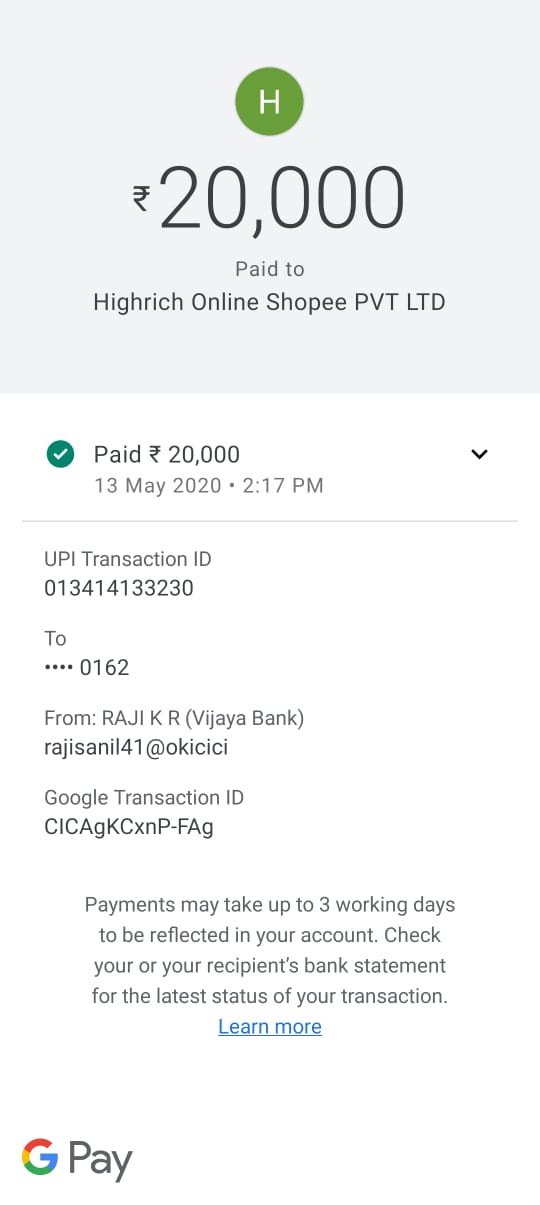 H
₹20,000
Paid to
Highrich Online Shopee PVT LTD
Paid ₹ 20,000
13 May 2020 • 2:17 PM
UPI Transaction ID
013414133230
To
•••• 0162
From: RAJI K R (Vijaya Bank)
rajisanil41@okicici
Google Transaction ID
CICAgKCxnP-FAg
Payments may take up to 3 working days
to be reflected in your account. Check
your or your recipient’s bank statement
for the latest status of your transaction.
Learn more
G Pay